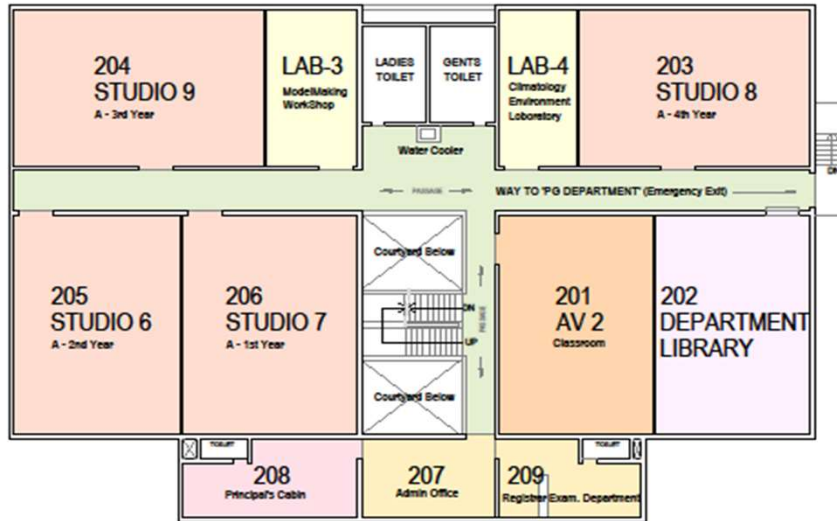 204
STUDIO 9
A - 3rd Year
LAB-3
ModelMaking
WorkShop
LADIES
TOILET
GENTS
TOILET
LAB-4
Climatology
Environment
Loboratory
203
STUDIO 8
A - 4th Year
Water Cooler
PASSAGE
WAY TO 'PG DEPARTMENT' (Emergency Exit)
DN
205
STUDIO 6
A - 2nd Year
206
STUDIO 7
A - 1st Year
Courtyard Below
DN
UP
PASSAGE
Courtyard Below
201
AV 2
Classroom
202
DEPARTMENT
LIBRARY
TOILET
208
Principal's Cabin
207
Admin Office
TOILET
209
Registrar Exam. Department